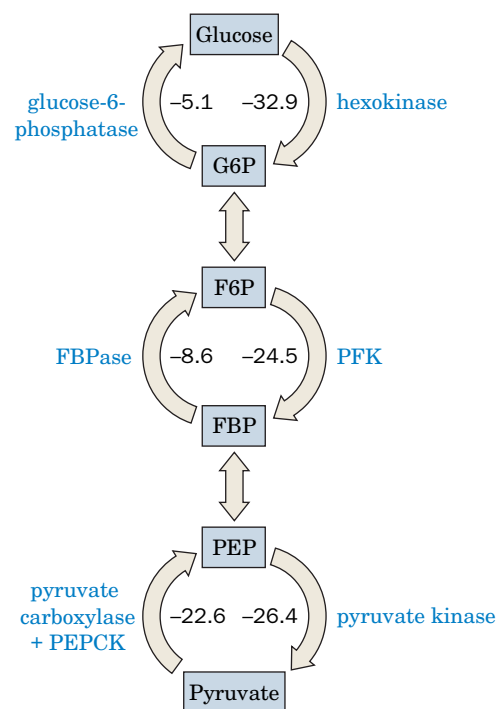 Glucose
glucose-6-
phosphatase
–5.1 –32.9
hexokinase
G6P
F6P
FBPase
–8.6 –24.5
PFK
FBP
PEP
pyruvate
carboxylase
+ PEPCK
–22.6 –26.4
pyruvate kinase
Pyruvate